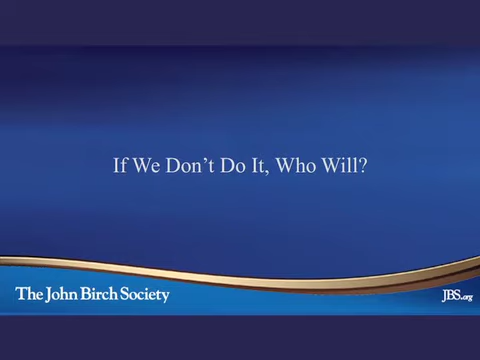 If We Don't Do It, Who Will?
The John Birch Society
JBS.org